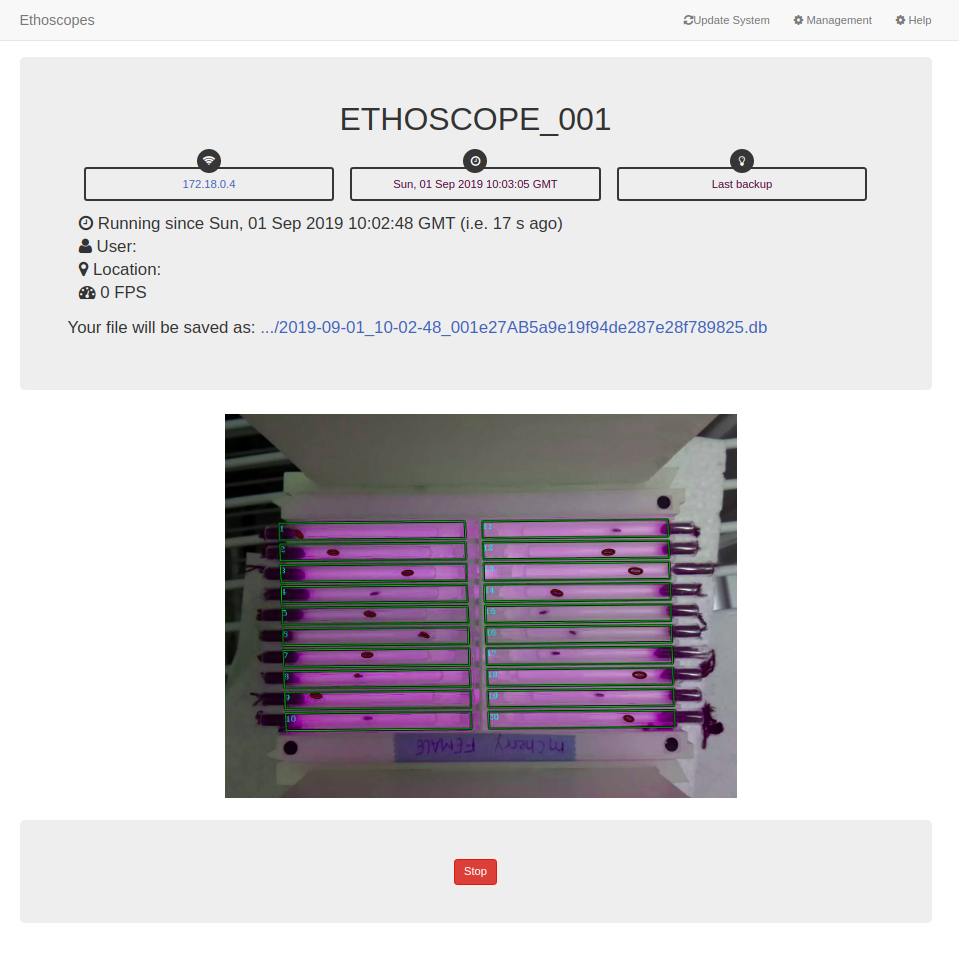 Ethoscopes
Update System
Management
Help
ETHOSCOPE_001
172.18.0.4
Sun, 01 Sep 2019 10:03:05 GMT
Last backup
Running since Sun, 01 Sep 2019 10:02:48 GMT (i.e. 17 s ago)
User:
Location:
0 FPS
Your file will be saved as: .../2019-09-01_10-02-48_001e27AB5a9e19f94de287e28f789825.db
1
2
3
4
5
6
7
8
9
10
11
12
13
14
15
16
17
18
19
20
mCherry FEMALE
Stop